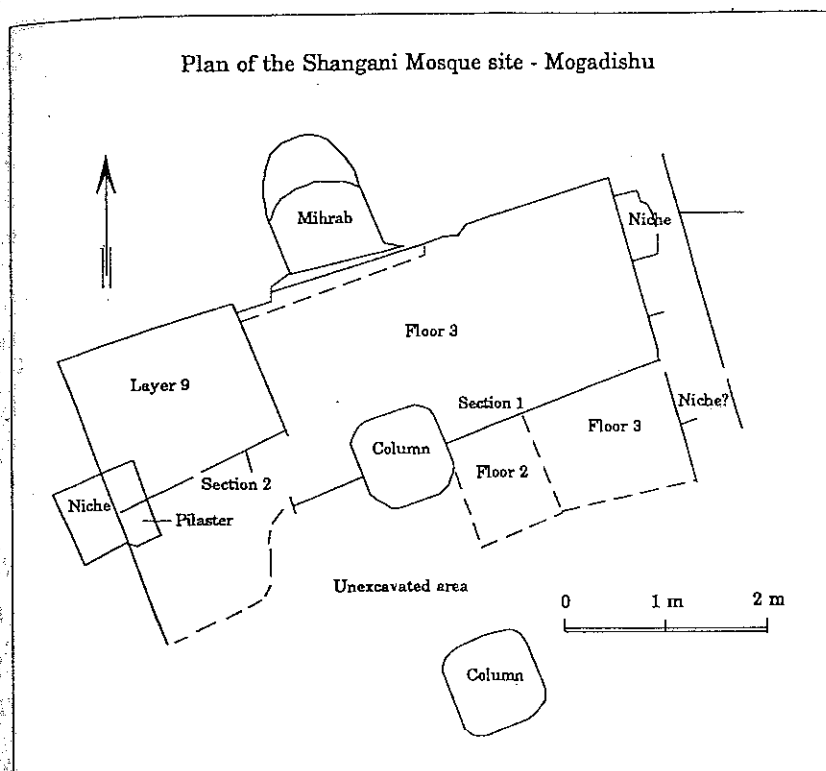 Plan of the Shangani Mosque site - Mogadishu
Mihrab
Niche
Floor 3
Layer 9
Section 1
Niche?
Floor 3
Column
Floor 2
Section 2
Niche
Pilaster
Unexcavated area
0 1 m 2 m
Column